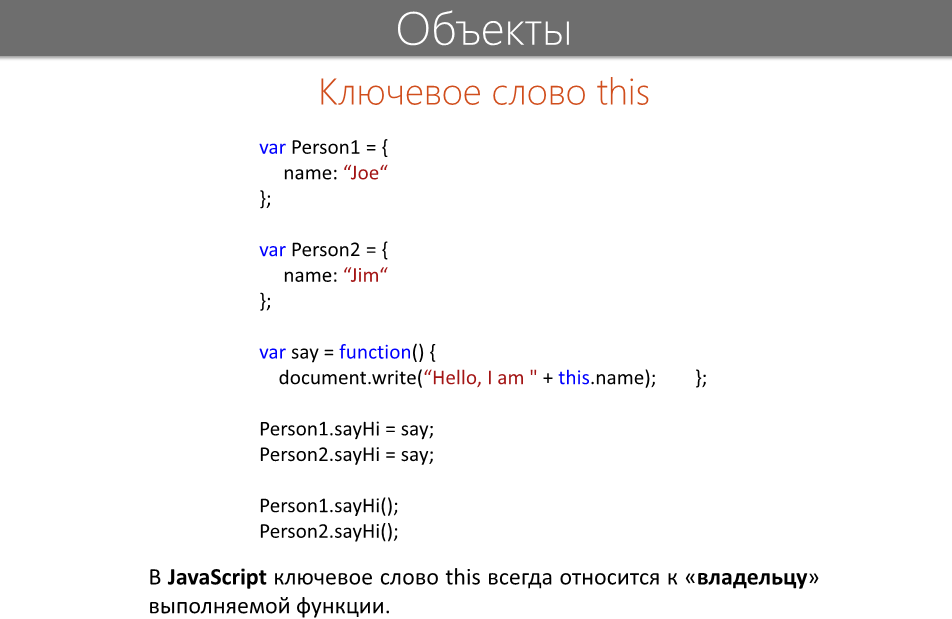 Объекты
Ключевое слово this
var Person1 = {
name: “Joe“
};
var Person2 = {
name: “Jim“
};
var say = function() {
document.write(“Hello, I am " + this.name); };
Person1.sayHi = say;
Person2.sayHi = say;
Person1.sayHi();
Person2.sayHi();
В JavaScript ключевое слово this всегда относится к «владельцу»
выполняемой функции.